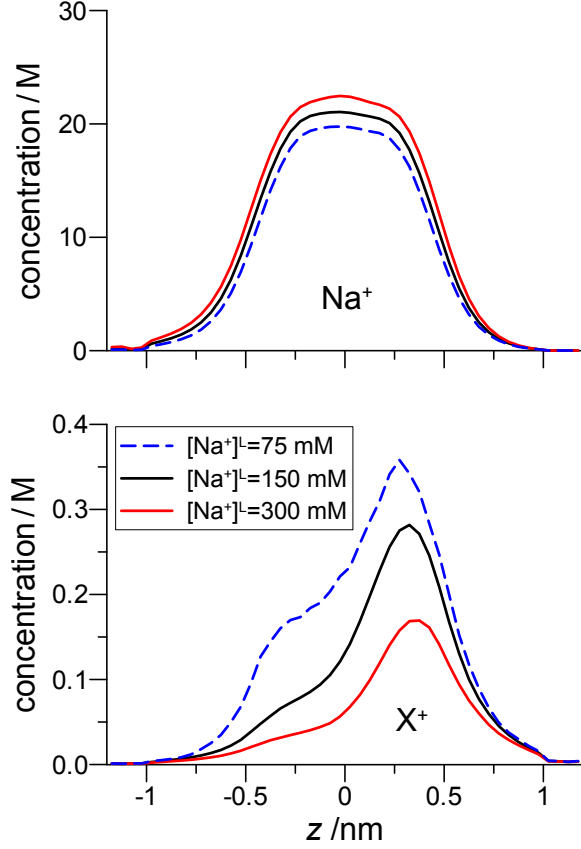 30
20
10
0
concentration / M
Na⁺
0.4
0.3
0.2
0.1
0.0
concentration / M
[Na⁺]ᴸ=75 mM
[Na⁺]ᴸ=150 mM
[Na⁺]ᴸ=300 mM
X⁺
-1 -0.5 0 0.5 1
z /nm